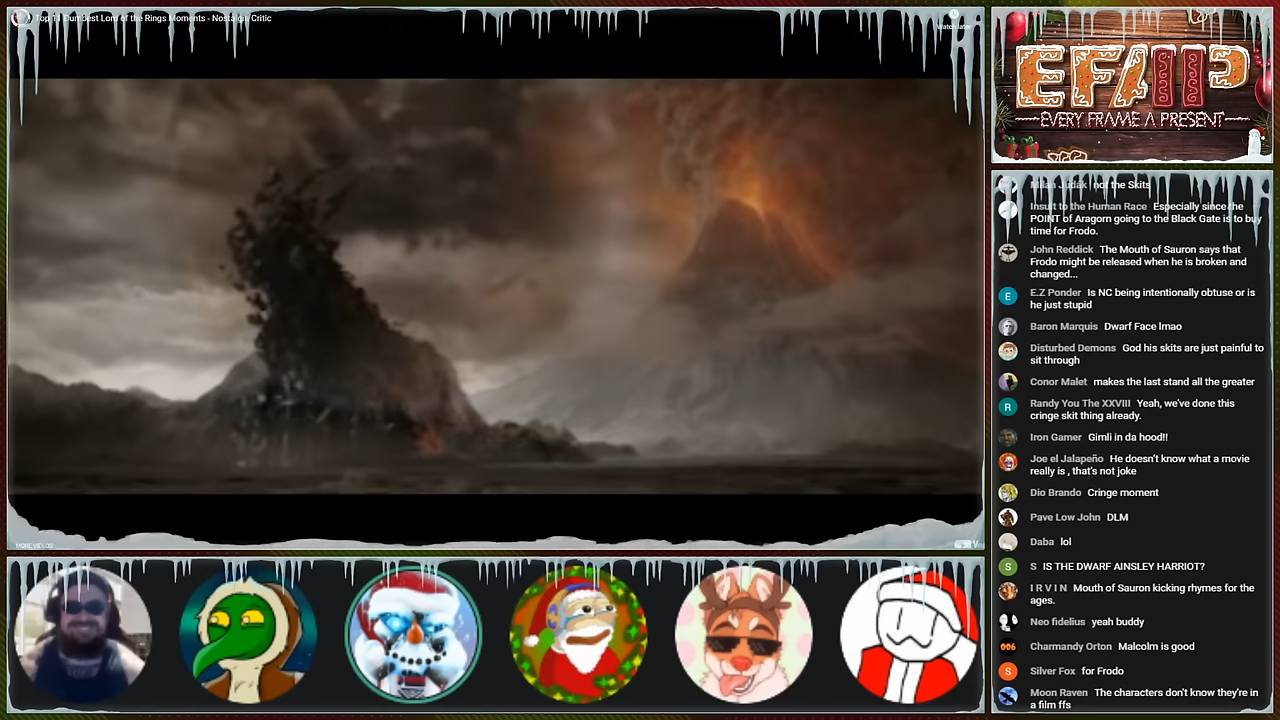 Top 11 Dumbest Lord of the Rings Moments - Nostalgia Critic
Watch later
MORE VIDEOS
EFAP
EVERY FRAME A PRESENT
Milan Judák not the Skits
Insult to the Human Race Especially since the
POINT of Aragorn going to the Black Gate is to buy
time for Frodo.
John Reddick The Mouth of Sauron says that
Frodo might be released when he is broken and
changed...
E
E.Z Ponder Is NC being intentionally obtuse or is
he just stupid
Baron Marquis Dwarf Face lmao
Disturbed Demons God his skits are just painful to
sit through
Conor Malet makes the last stand all the greater
R
Randy You The XXVIII Yeah, we've done this
cringe skit thing already.
Iron Gamer Gimli in da hood!!
Joe el Jalapeño He doesn't know what a movie
really is , that's not joke
Dio Brando Cringe moment
Pave Low John DLM
Daba lol
S
S IS THE DWARF AINSLEY HARRIOT?
I R V I N Mouth of Sauron kicking rhymes for the
ages.
Neo fidelius yeah buddy
Charmandy Orton Malcolm is good
S
Silver Fox for Frodo
Moon Raven The characters don't know they're in
a film ffs